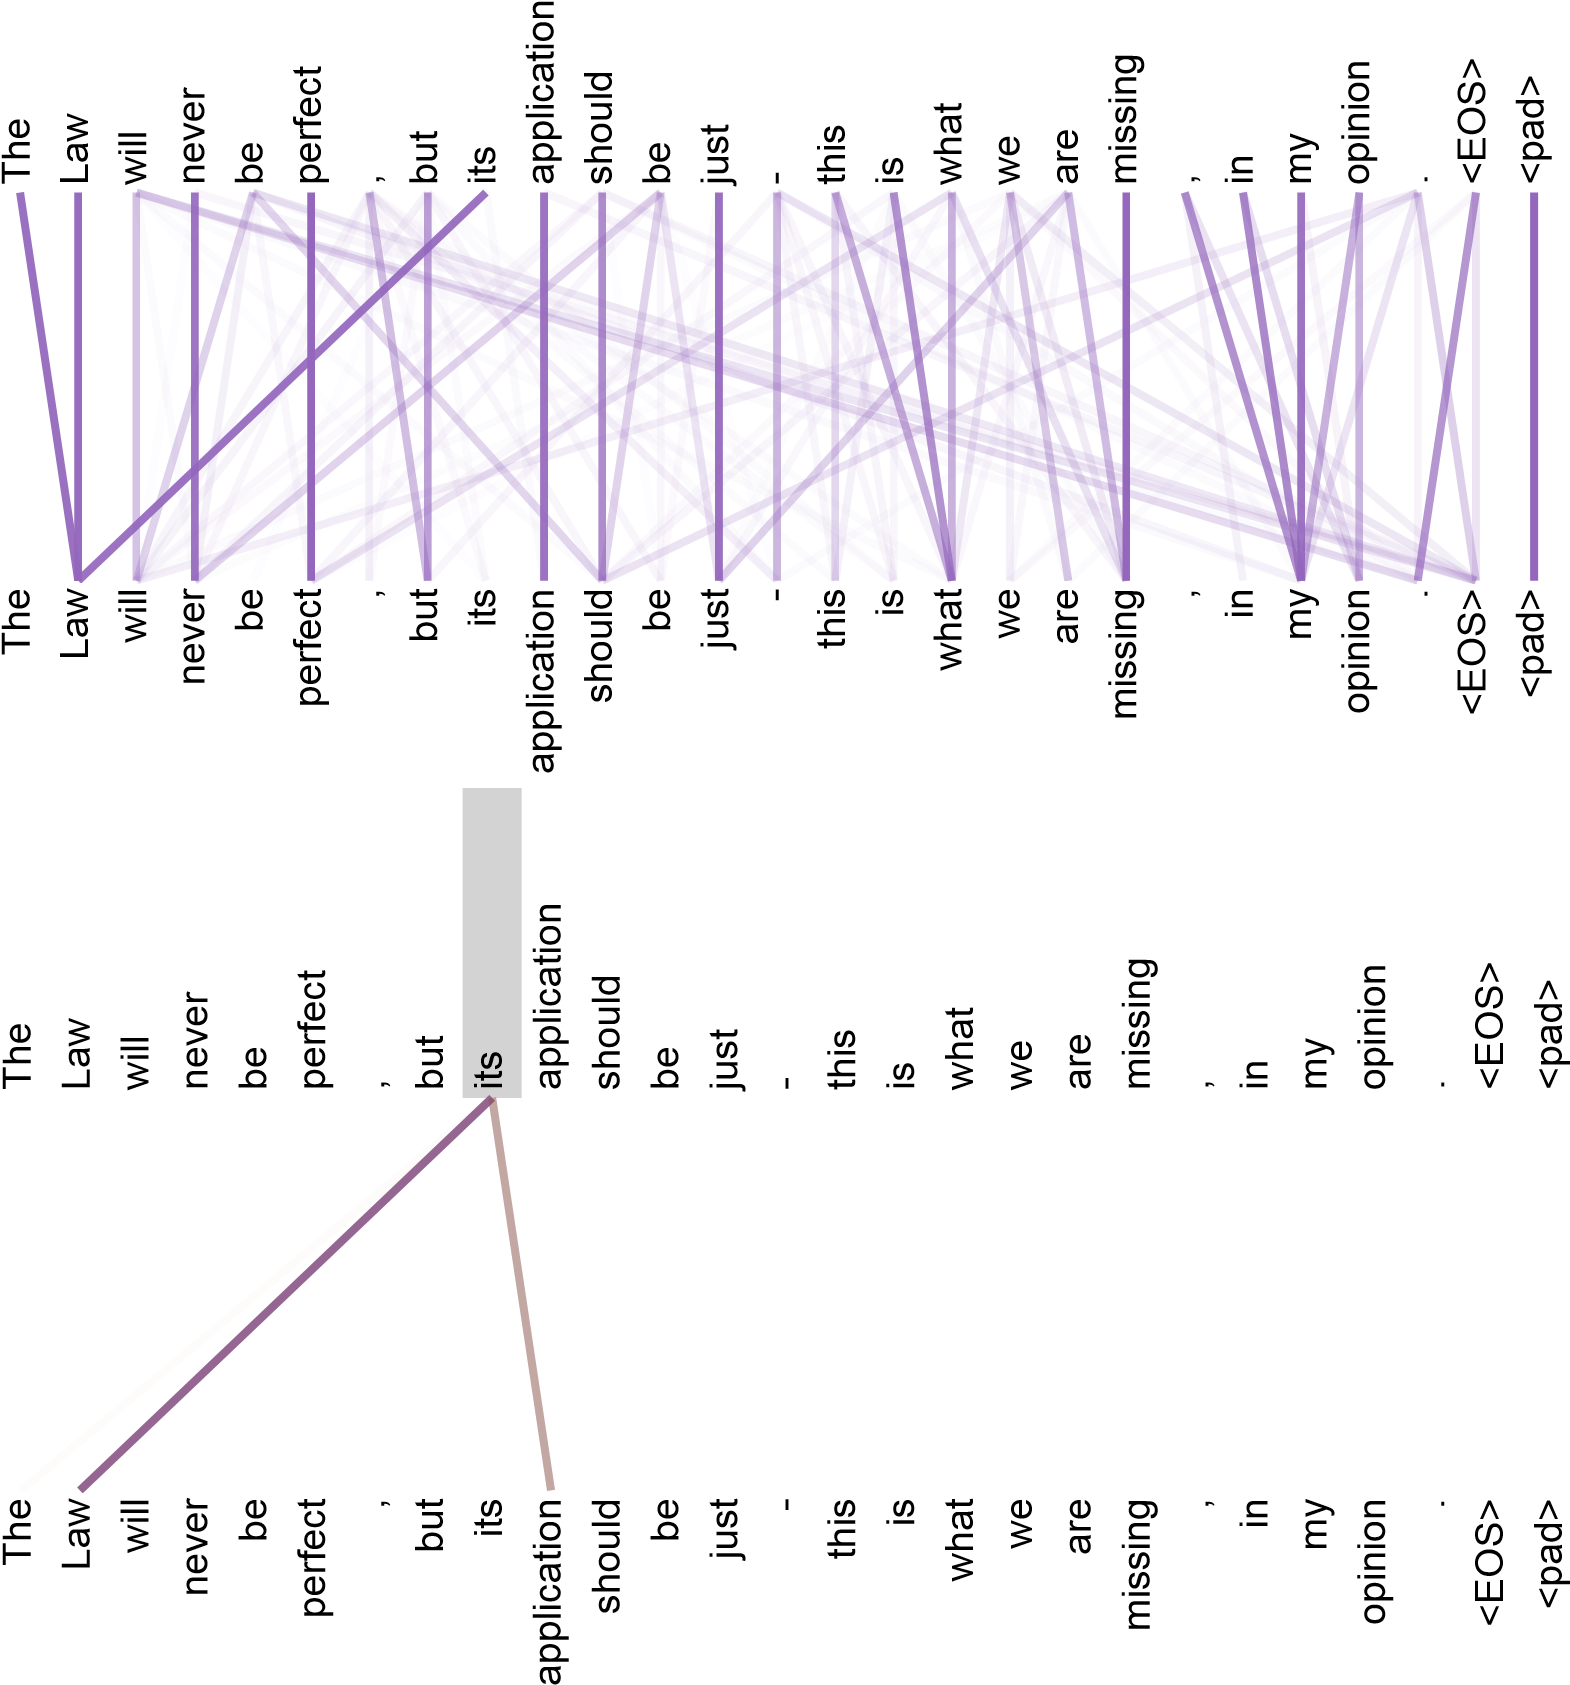 The Law will never be perfect , but its application should be just - this is what we are missing , in my opinion . <EOS> <pad>
The Law will never be perfect , but its application should be just - this is what we are missing , in my opinion . <EOS> <pad>
The Law will never be perfect , but its application should be just - this is what we are missing , in my opinion . <EOS> <pad>
The Law will never be perfect , but its application should be just - this is what we are missing , in my opinion . <EOS> <pad>